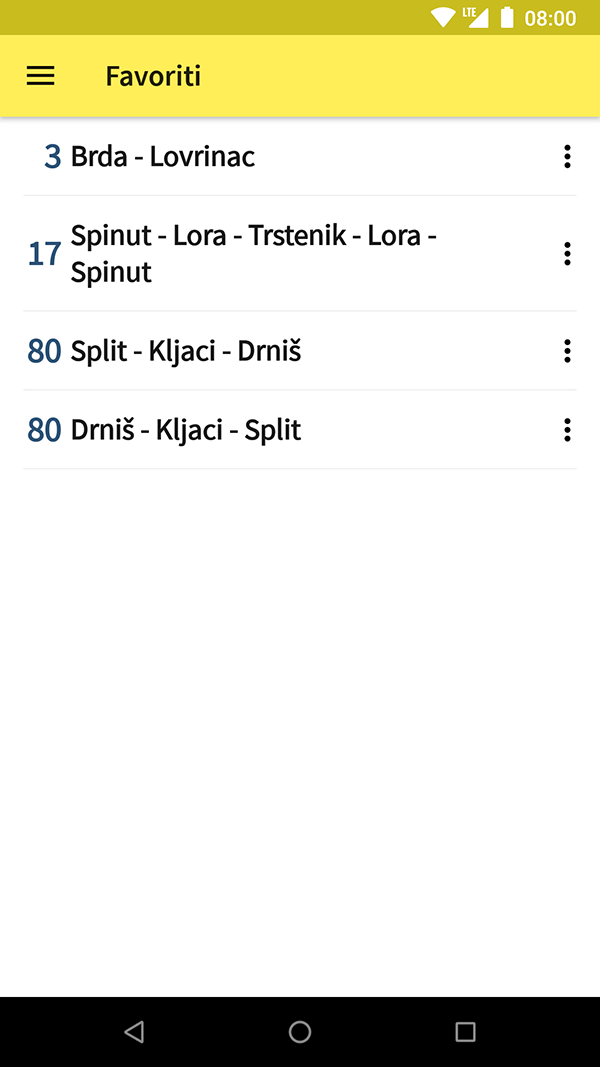 LTE 08:00
Favoriti
3 Brda - Lovrinac
17 Spinut - Lora - Trstenik - Lora -
Spinut
80 Split - Kljaci - Drniš
80 Drniš - Kljaci - Split